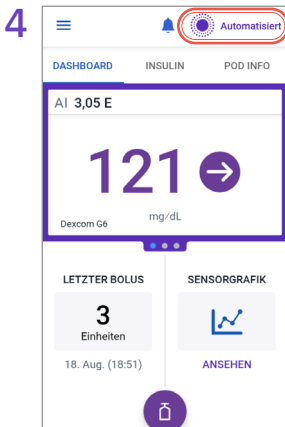 4
Automatisiert
DASHBOARD INSULIN POD INFO
AI 3,05 E
121
mg/dL
Dexcom G6
LETZTER BOLUS SENSORGRAFIK
3
Einheiten
18. Aug. (18:51) ANSEHEN